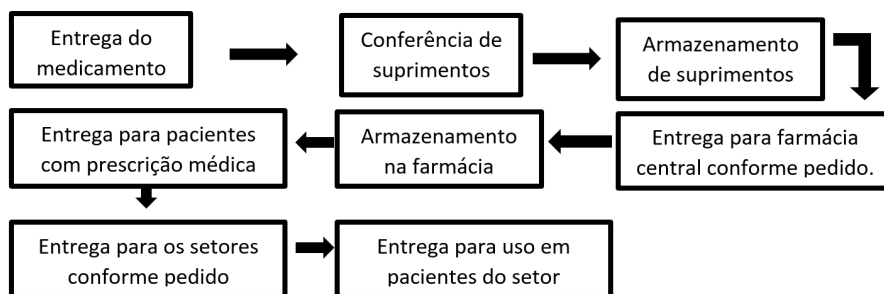 Entrega do
medicamento
Conferência de
suprimentos
Armazenamento
de suprimentos
Entrega para farmácia
central conforme pedido.
Armazenamento
na farmácia
Entrega para pacientes
com prescrição médica
Entrega para os setores
conforme pedido
Entrega para uso em
pacientes do setor